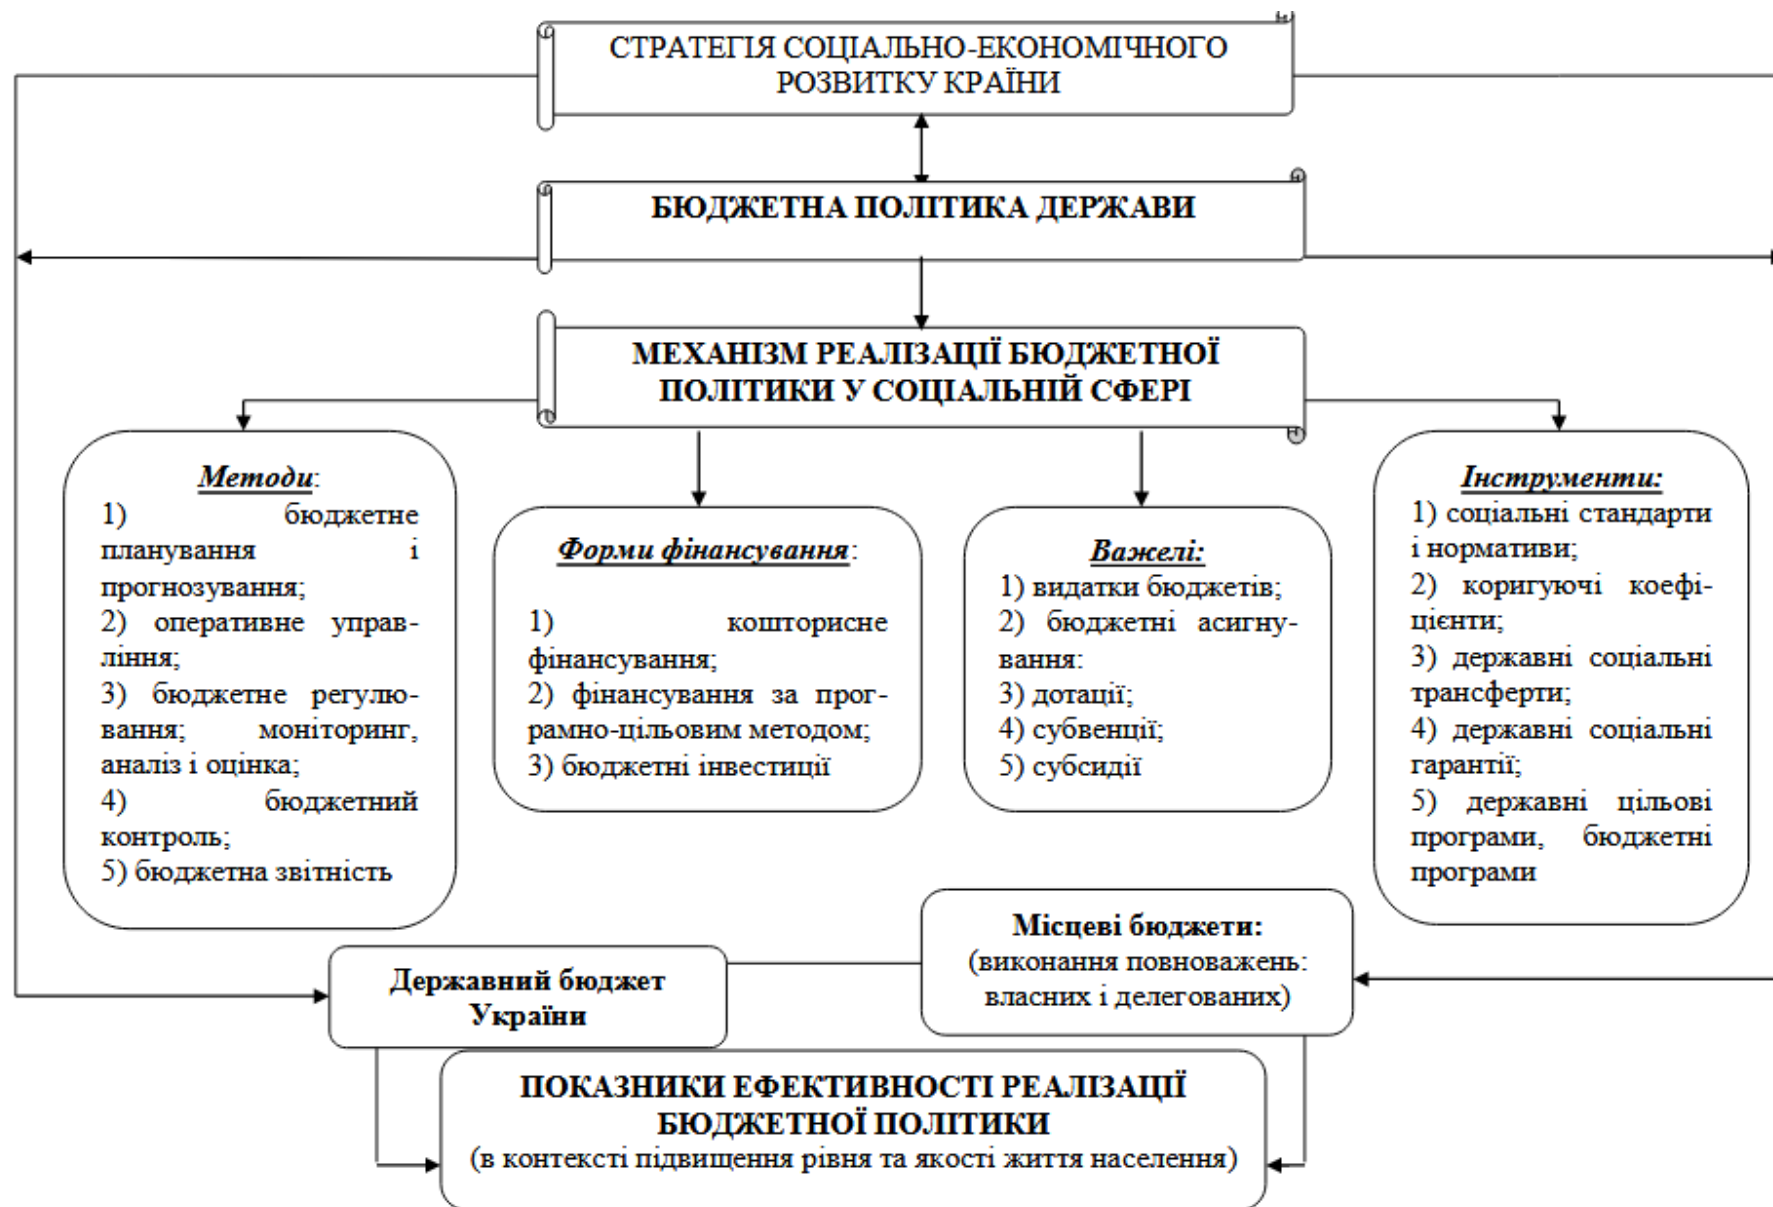 СТРАТЕГІЯ СОЦІАЛЬНО-ЕКОНОМІЧНОГО
РОЗВИТКУ КРАЇНИ
БЮДЖЕТНА ПОЛІТИКА ДЕРЖАВИ
МЕХАНІЗМ РЕАЛІЗАЦІЇ БЮДЖЕТНОЇ
ПОЛІТИКИ У СОЦІАЛЬНІЙ СФЕРІ
Методи:
1) бюджетне
планування і
прогнозування;
2) оперативне управ-
ління;
3) бюджетне регулю-
вання; моніторинг,
аналіз і оцінка;
4) бюджетний
контроль;
5) бюджетна звітність
Форми фінансування:
1) кошторисне
фінансування;
2) фінансування за прог-
рамно-цільовим методом;
3) бюджетні інвестиції
Важелі:
1) видатки бюджетів;
2) бюджетні асигну-
вання:
3) дотації;
4) субвенції;
5) субсидії
Інструменти:
1) соціальні стандарти
і нормативи;
2) коригуючі коефі-
цієнти;
3) державні соціальні
трансферти;
4) державні соціальні
гарантії;
5) державні цільові
програми, бюджетні
програми
Державний бюджет
України
Місцеві бюджети:
(виконання повноважень:
власних і делегованих)
ПОКАЗНИКИ ЕФЕКТИВНОСТІ РЕАЛІЗАЦІЇ
БЮДЖЕТНОЇ ПОЛІТИКИ
(в контексті підвищення рівня та якості життя населення)